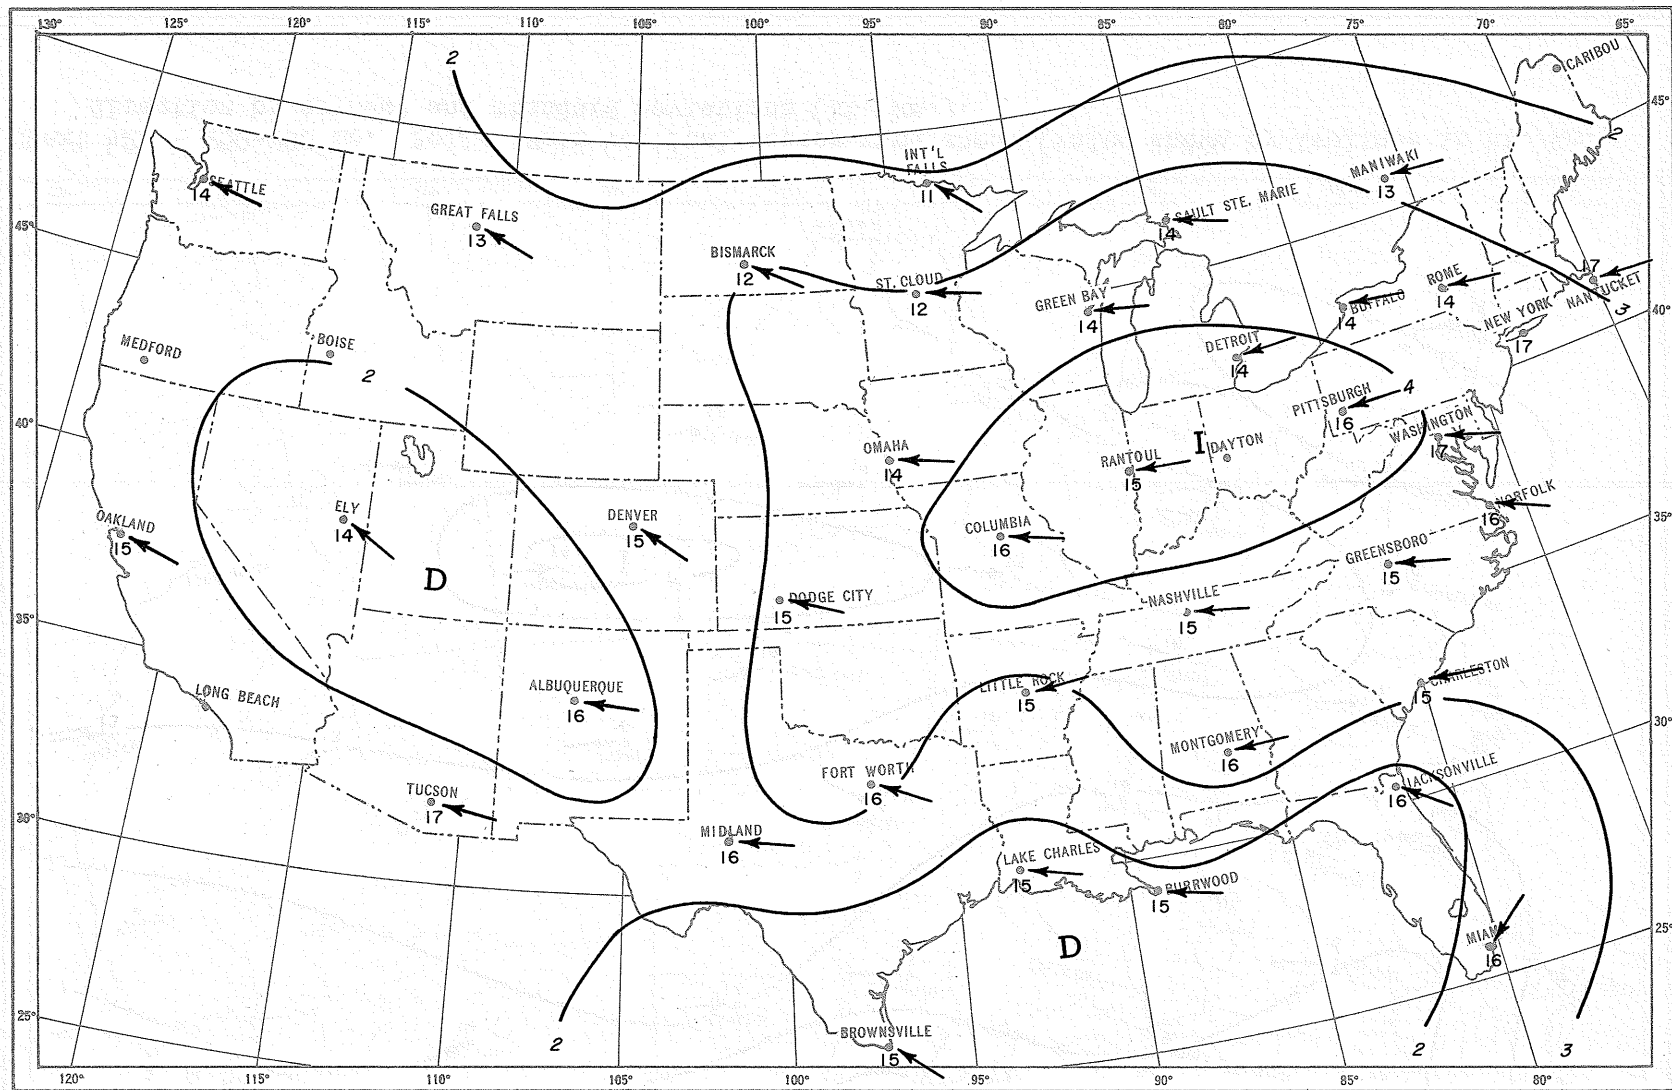 130° 125° 120° 115° 110° 105° 100° 95° 90° 85° 80° 75° 70° 65°
2
CARIBOU
45°
2
INT'L
FALLS
11
MANIWAKI
13
SEATTLE
14
SAULT STE. MARIE
14
GREAT FALLS
13
45°
BISMARCK
12
ST. CLOUD
12
GREEN BAY
14
BUFFALO
14
ROME
14
17
NANTUCKET
3
40°
NEW YORK
17
MEDFORD
BOISE
2
DETROIT
14
PITTSBURGH
16
4
40°
OMAHA
14
RANTOUL
15
I
DAYTON
WASHINGTON
17
NORFOLK
16
35°
OAKLAND
15
ELY
14
DENVER
15
COLUMBIA
16
GREENSBORO
15
D
DODGE CITY
15
NASHVILLE
15
35°
LONG BEACH
ALBUQUERQUE
16
LITTLE ROCK
15
CHARLESTON
15
30°
MONTGOMERY
16
FORT WORTH
16
JACKSONVILLE
16
TUCSON
17
30°
MIDLAND
16
LAKE CHARLES
15
BURRWOOD
15
D
MIAMI
16
25°
25°
BROWNSVILLE
15
2
2
3
120° 115° 110° 105° 100° 95° 90° 85° 80°